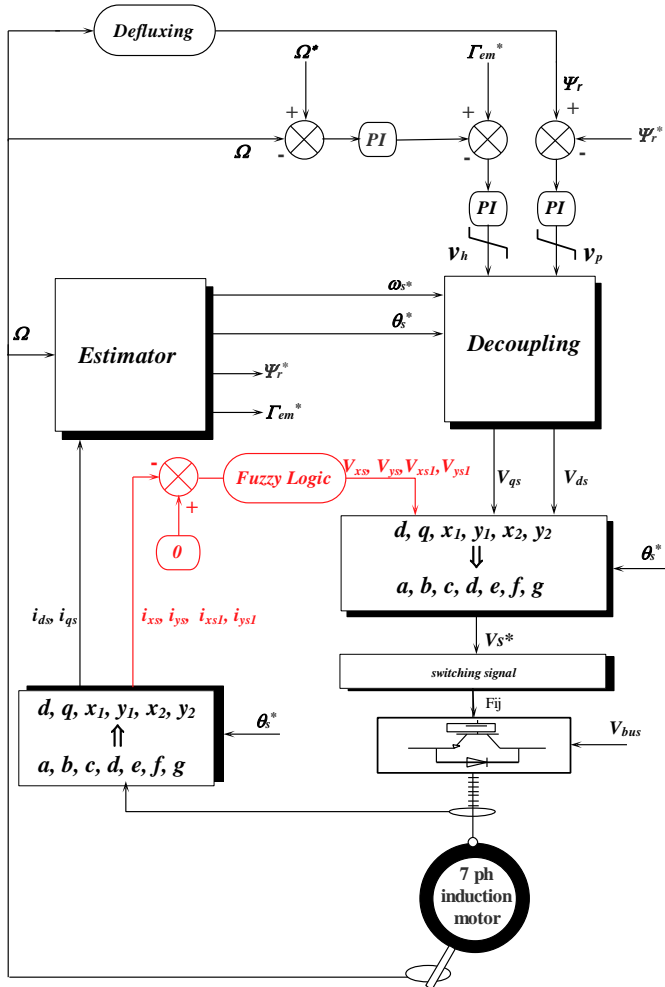 Defluxing
Ω*
Γem*
Ψr
+
+
+
PI
Ω
-
-
-
Ψr*
PI
PI
vh
vp
ωs*
Ω
Estimator
θs*
Decoupling
Ψr*
Γem*
-
Fuzzy Logic
Vxs, Vys, Vxs1, Vys1
Vqs
Vds
+
0
d, q, x1, y1, x2, y2
⇓
a, b, c, d, e, f, g
θs*
ids, iqs
ixs, iys, ixs1, iys1
Vs*
switching signal
Fij
d, q, x1, y1, x2, y2
⇑
a, b, c, d, e, f, g
θs*
Vbus
7 ph
induction
motor